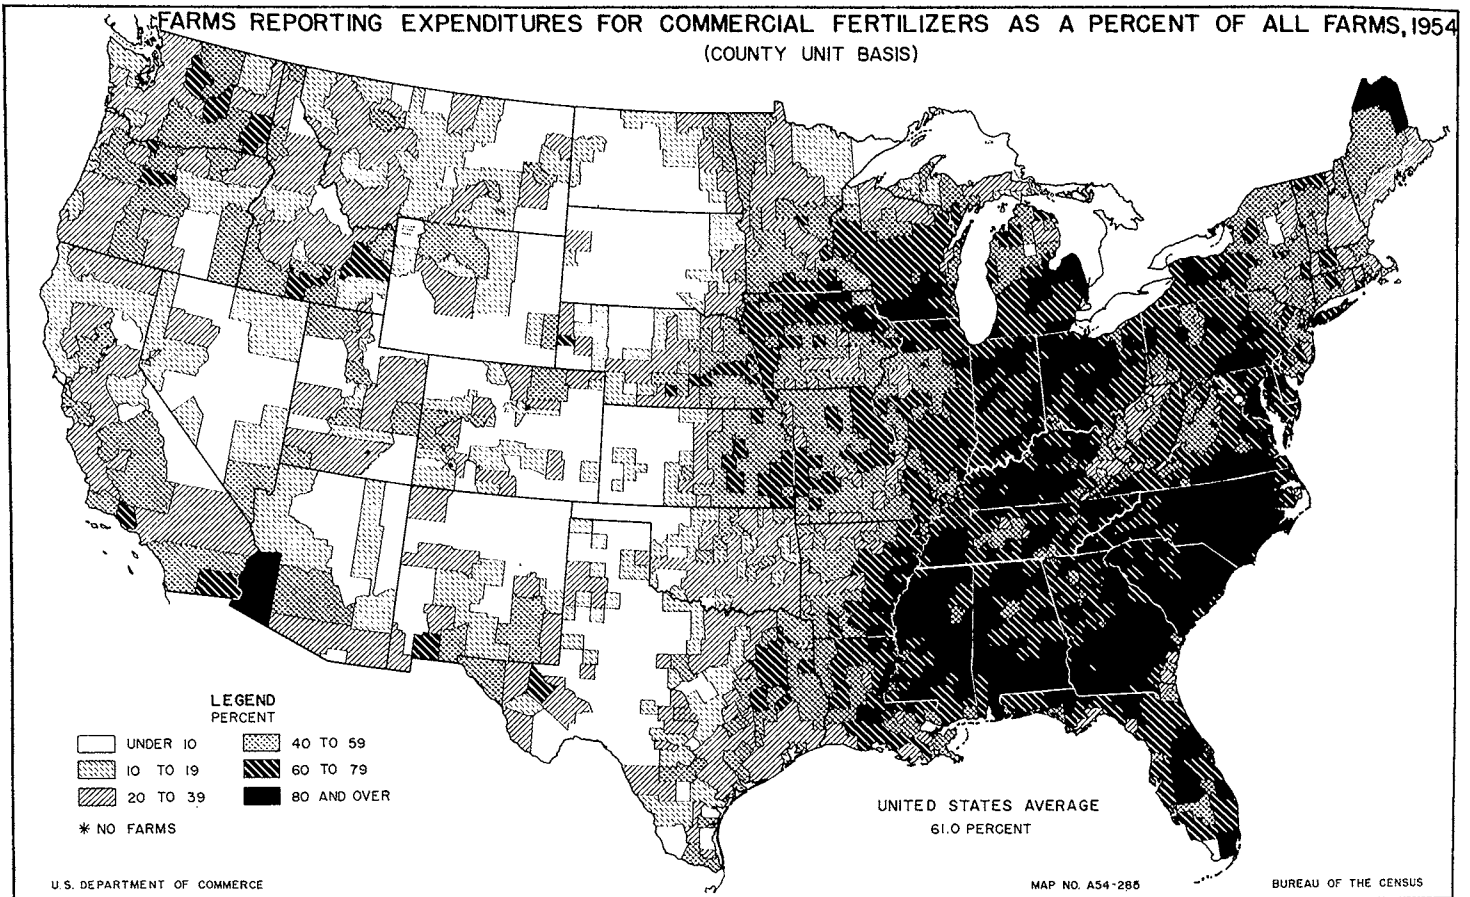 FARMS REPORTING EXPENDITURES FOR COMMERCIAL FERTILIZERS AS A PERCENT OF ALL FARMS, 1954
(COUNTY UNIT BASIS)
LEGEND
PERCENT
UNDER 10
10 TO 19
20 TO 39
40 TO 59
60 TO 79
80 AND OVER
* NO FARMS
UNITED STATES AVERAGE
61.0 PERCENT
U.S. DEPARTMENT OF COMMERCE
MAP NO. A54-286
BUREAU OF THE CENSUS